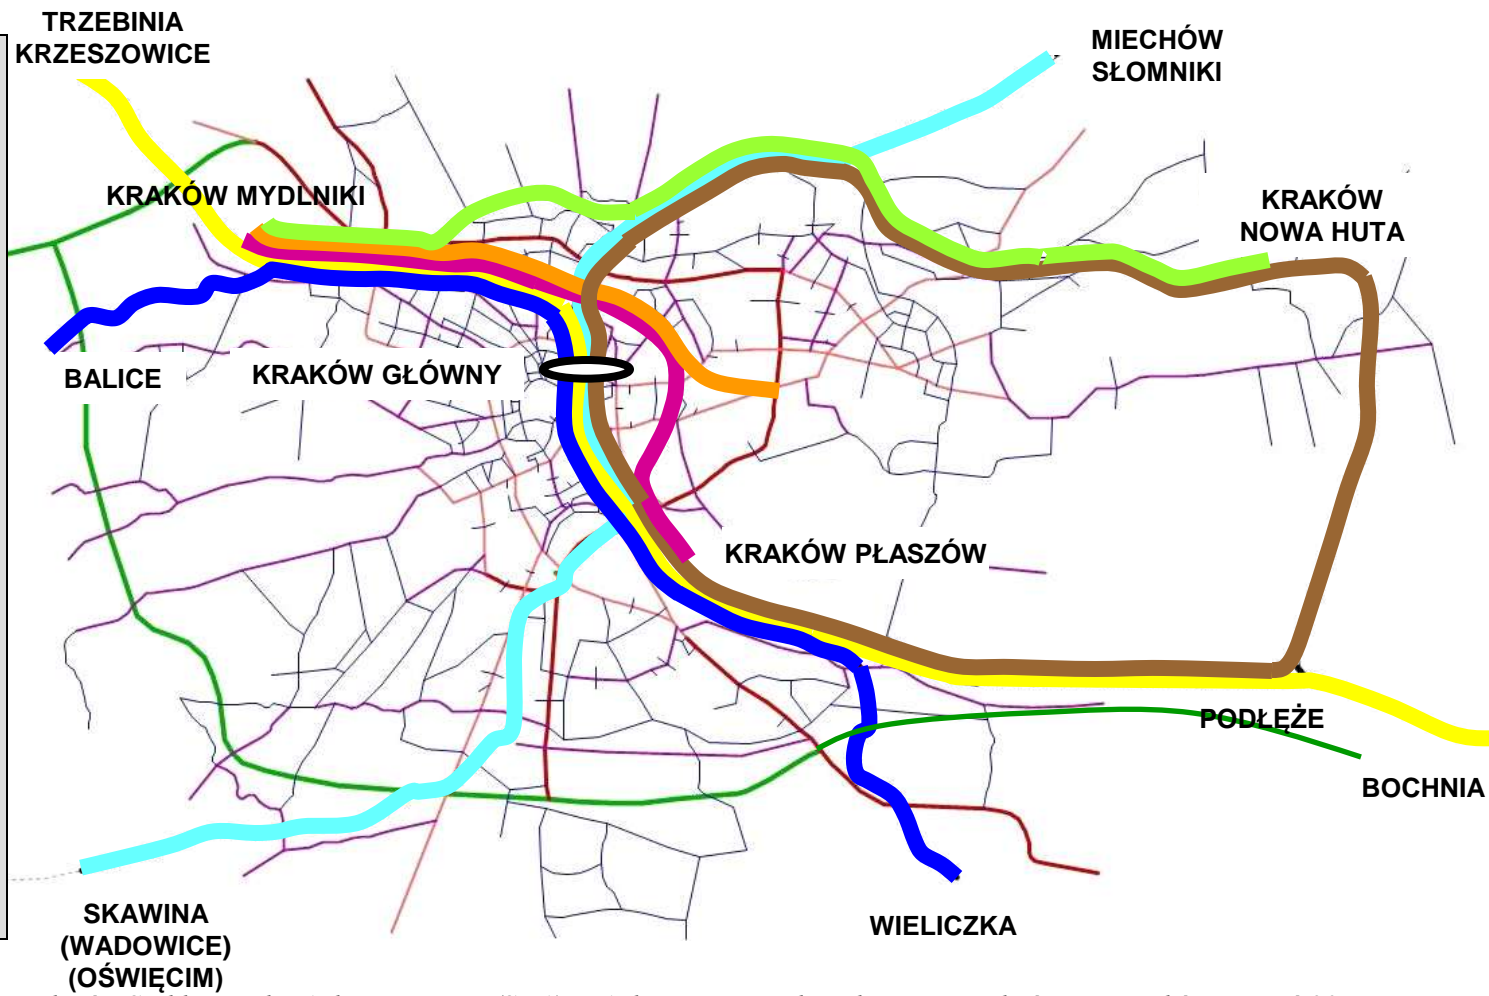 TRZEBINIA
KRZESZOWICE
MIECHÓW
SŁOMNIKI
KRAKÓW MYDLNIKI
KRAKÓW
NOWA HUTA
BALICE
KRAKÓW GŁÓWNY
KRAKÓW PŁASZÓW
PODŁĘŻE
BOCHNIA
SKAWINA
(WADOWICE)
(OŚWIĘCIM)
WIELICZKA